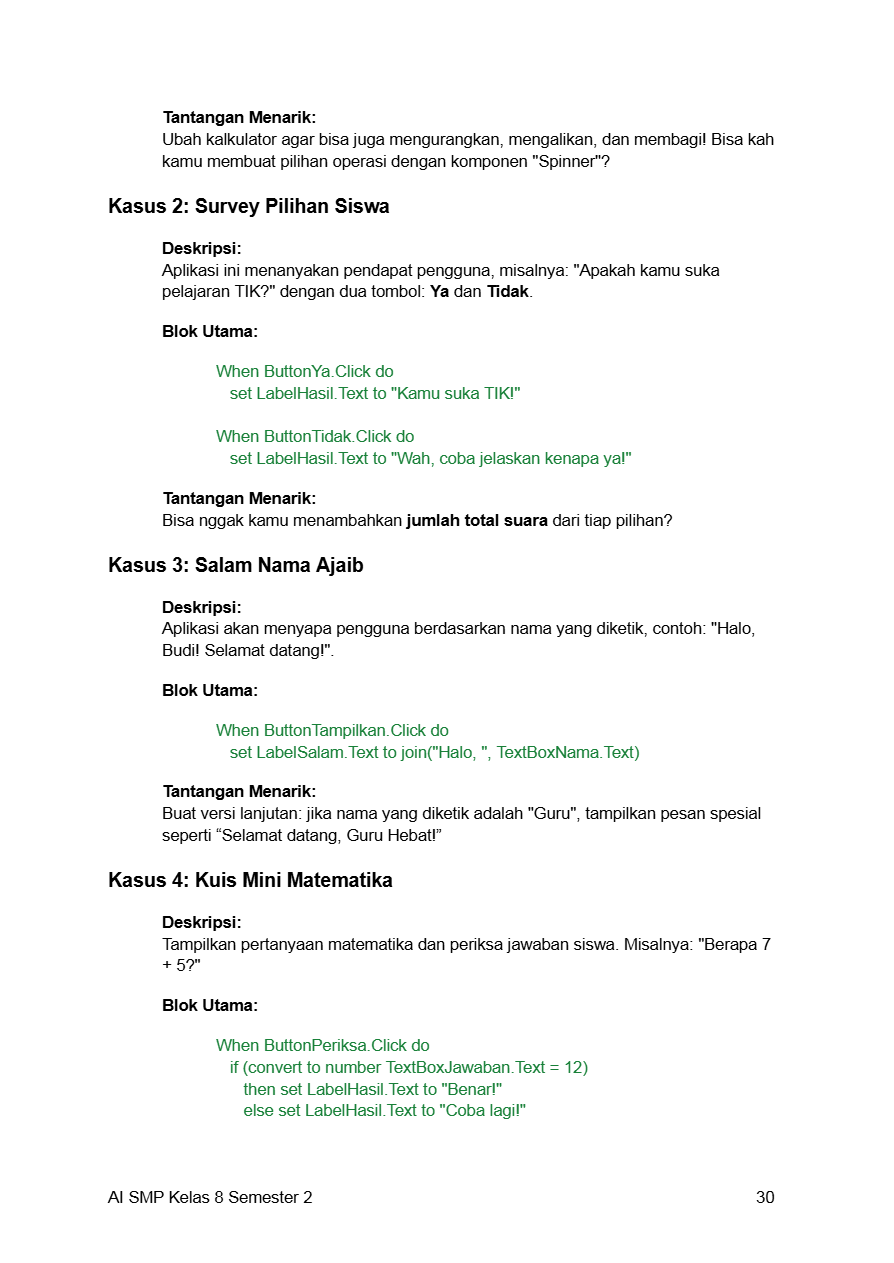 Tantangan Menarik:
Ubah kalkulator agar bisa juga mengurangkan, mengalikan, dan membagi! Bisa kah
kamu membuat pilihan operasi dengan komponen "Spinner"?
Kasus 2: Survey Pilihan Siswa
Deskripsi:
Aplikasi ini menanyakan pendapat pengguna, misalnya: "Apakah kamu suka
pelajaran TIK?" dengan dua tombol: Ya dan Tidak.
Blok Utama:
When ButtonYa.Click do
set LabelHasil.Text to "Kamu suka TIK!"
When ButtonTidak.Click do
set LabelHasil.Text to "Wah, coba jelaskan kenapa ya!"
Tantangan Menarik:
Bisa nggak kamu menambahkan jumlah total suara dari tiap pilihan?
Kasus 3: Salam Nama Ajaib
Deskripsi:
Aplikasi akan menyapa pengguna berdasarkan nama yang diketik, contoh: "Halo,
Budi! Selamat datang!".
Blok Utama:
When ButtonTampilkan.Click do
set LabelSalam.Text to join("Halo, ", TextBoxNama.Text)
Tantangan Menarik:
Buat versi lanjutan: jika nama yang diketik adalah "Guru", tampilkan pesan spesial
seperti “Selamat datang, Guru Hebat!”
Kasus 4: Kuis Mini Matematika
Deskripsi:
Tampilkan pertanyaan matematika dan periksa jawaban siswa. Misalnya: "Berapa 7
+ 5?"
Blok Utama:
When ButtonPeriksa.Click do
if (convert to number TextBoxJawaban.Text = 12)
then set LabelHasil.Text to "Benar!"
else set LabelHasil.Text to "Coba lagi!"
AI SMP Kelas 8 Semester 2 30